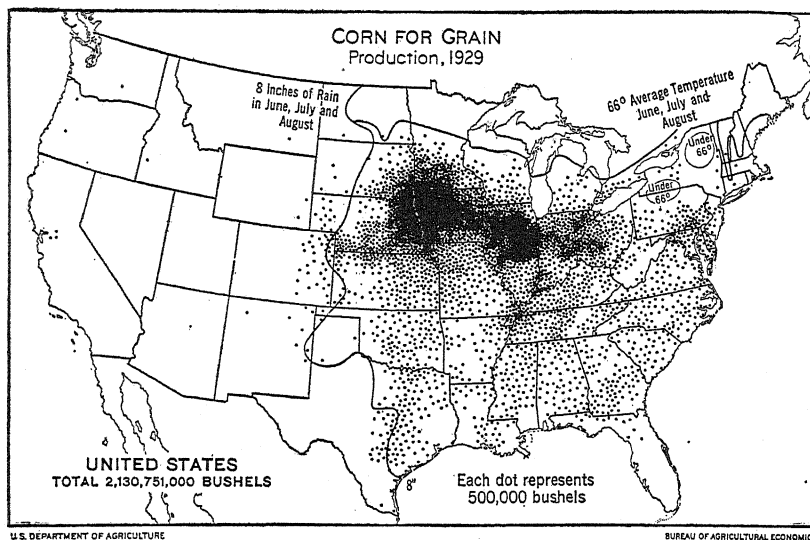 CORN FOR GRAIN
Production, 1929
8 Inches of Rain
in June, July and
August
66° Average Temperature
June, July and
August
Under
66°
Under
66°
UNITED STATES
TOTAL 2,130,751,000 BUSHELS
8"
Each dot represents
500,000 bushels
U.S. DEPARTMENT OF AGRICULTURE
BUREAU OF AGRICULTURAL ECONOMI